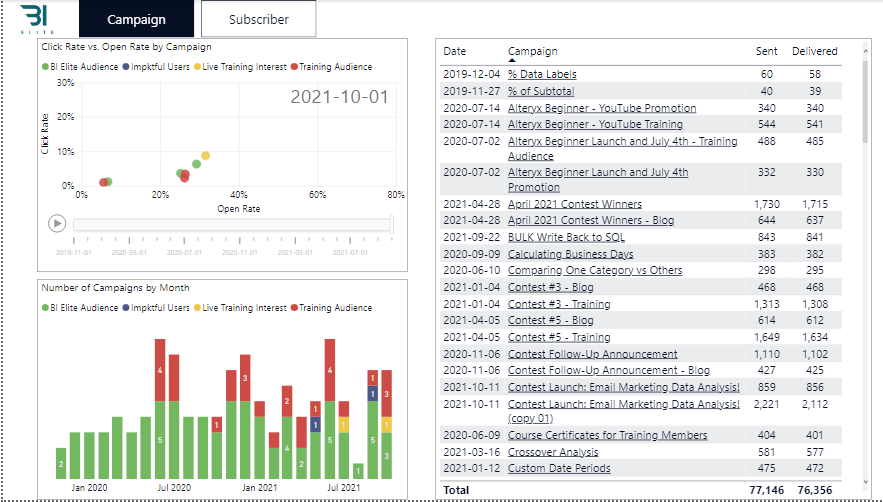 BI
ELITE
Campaign
Subscriber
Click Rate vs. Open Rate by Campaign
BI Elite Audience Impktful Users Live Training Interest Training Audience
2021-10-01
30%
20%
10%
0%
Click Rate
0% 20% 40% 60% 80%
Open Rate
2019-11-01 2020-03-01 2020-07-01 2020-11-01 2021-03-01 2021-07-01
Number of Campaigns by Month
BI Elite Audience Impktful Users Live Training Interest Training Audience
4 4
3 1 3
2 1 1
1 1 1 1
5 5 5
4 3
2 2 1
Jan 2020 Jul 2020 Jan 2021 Jul 2021
Date Campaign Sent Delivered
2019-12-04 % Data Labels 60 58
2019-11-27 % of Subtotal 40 39
2020-07-14 Alteryx Beginner - YouTube Promotion 340 340
2020-07-14 Alteryx Beginner - YouTube Training 544 541
2020-07-02 Alteryx Beginner Launch and July 4th - Training 488 485
Audience
2020-07-02 Alteryx Beginner Launch and July 4th 332 330
Promotion
2021-04-28 April 2021 Contest Winners 1,730 1,715
2021-04-28 April 2021 Contest Winners - Blog 644 637
2021-09-22 BULK Write Back to SQL 843 841
2020-09-09 Calculating Business Days 383 382
2020-06-10 Comparing One Category vs Others 298 295
2021-01-04 Contest #3 - Blog 468 468
2021-01-04 Contest #3 - Training 1,313 1,308
2021-04-05 Contest #5 - Blog 614 612
2021-04-05 Contest #5 - Training 1,649 1,634
2020-11-06 Contest Follow-Up Announcement 1,110 1,102
2020-11-06 Contest Follow-Up Announcement - Blog 427 425
2021-10-11 Contest Launch: Email Marketing Data Analysis! 859 856
2021-10-11 Contest Launch: Email Marketing Data Analysis! 2,221 2,112
(copy 01)
2020-06-09 Course Certificates for Training Members 404 401
2021-03-16 Crossover Analysis 581 577
2021-01-12 Custom Date Periods 475 472
Total 77,146 76,356